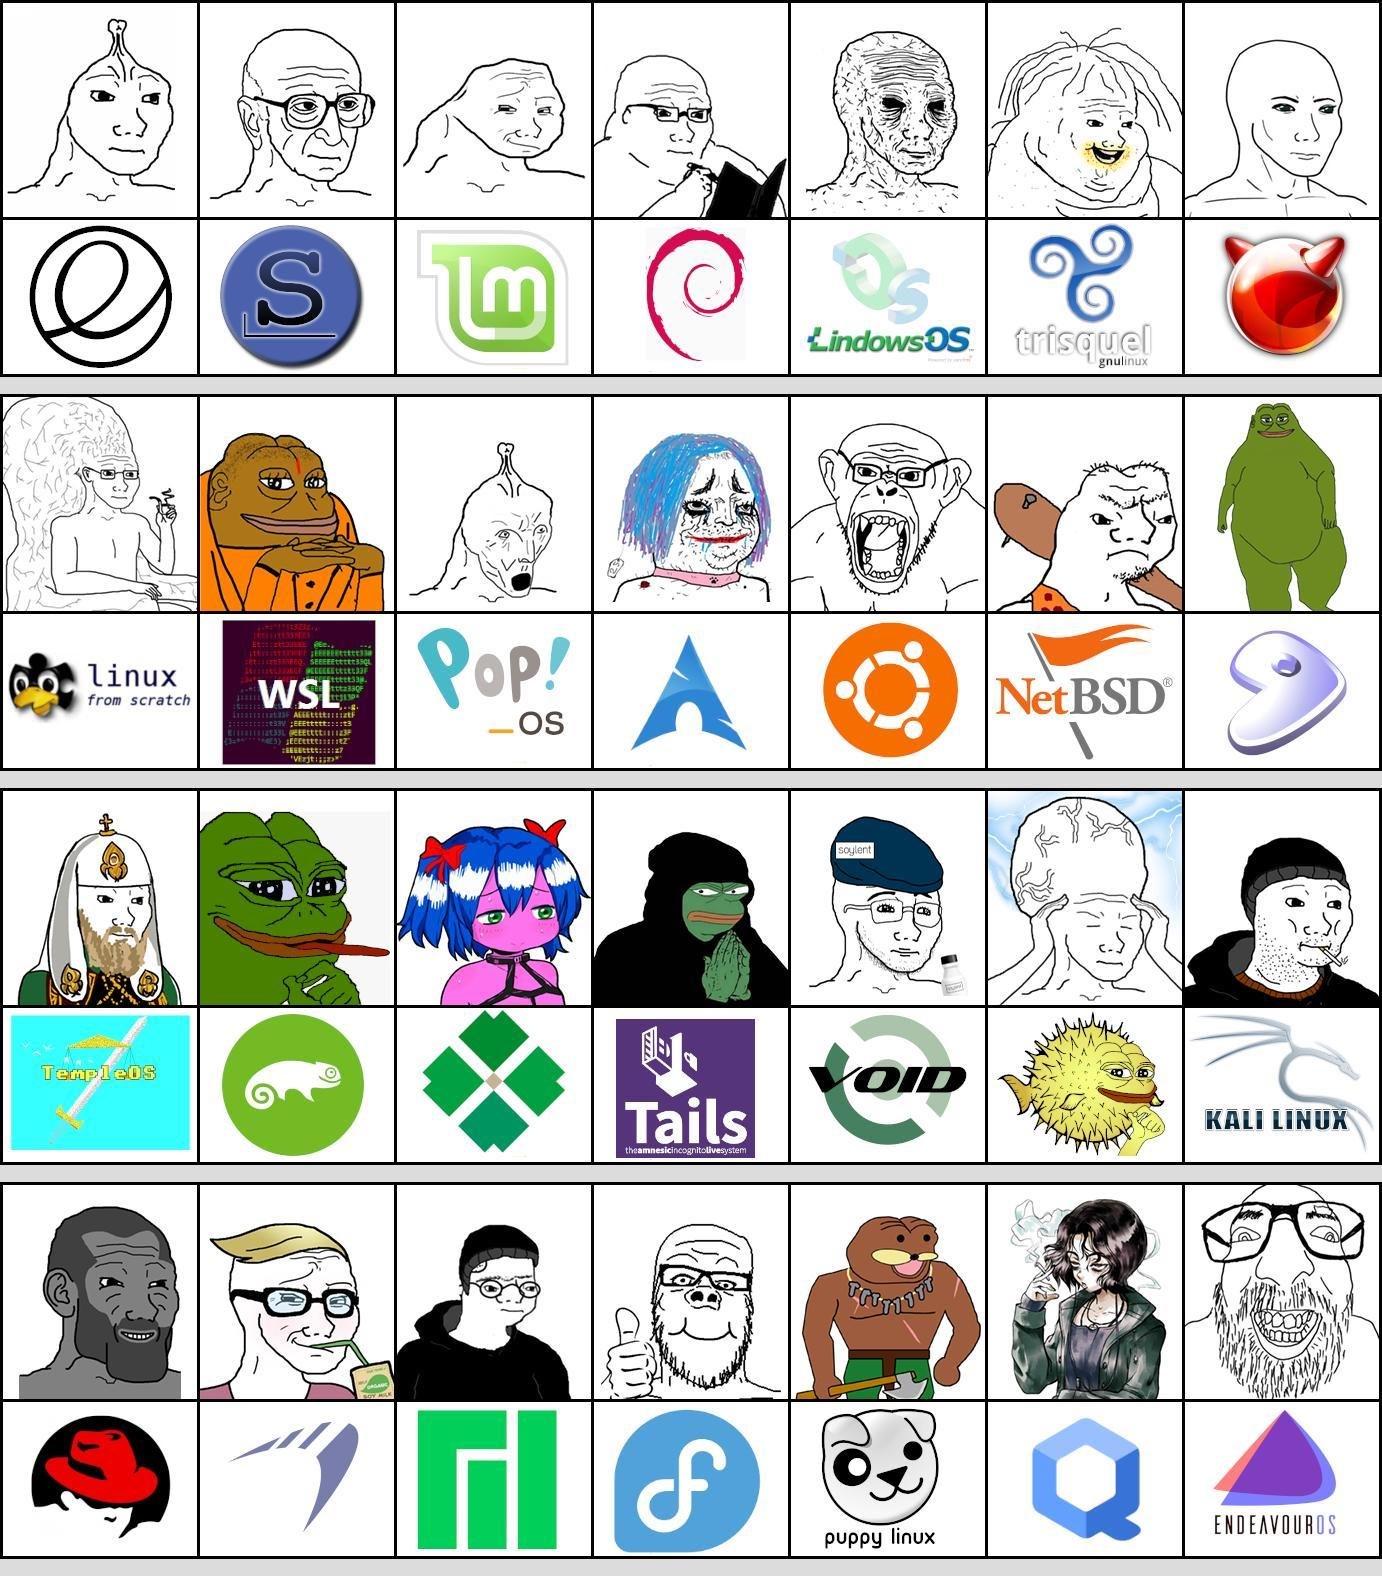 S
lm
LindowsOS
trisquel
gnulinux
linux
from scratch
WSL
Pop!
_OS
NetBSD®
soylent
TempleOS
Tails
theamnesicincognitolivesystem
VOID
KALI LINUX
ORGANIC
SOY MILK
puppy linux
ENDEAVOUROS